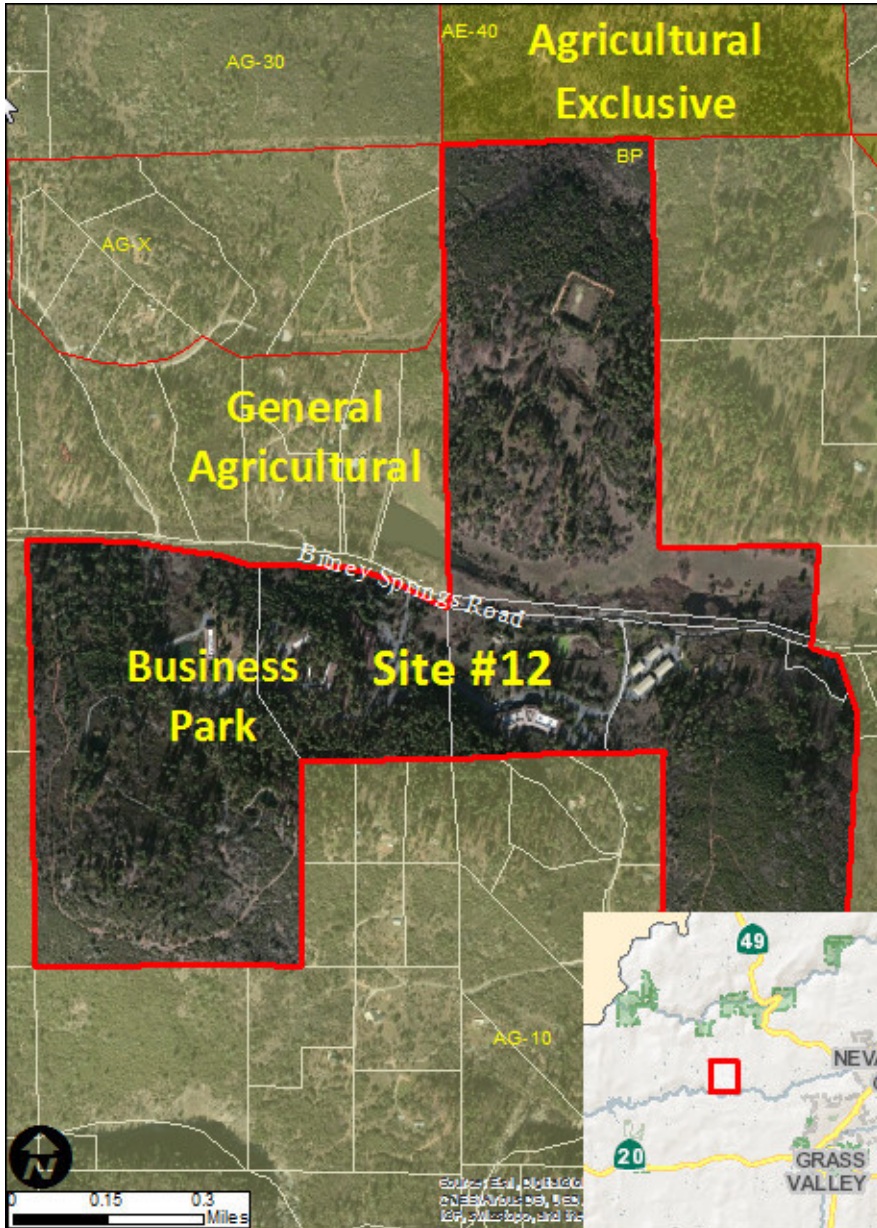 AG-30
AE-40
Agricultural
Exclusive
BP
AG-X
General
Agricultural
Bitney Springs Road
Business
Park
Site #12
AG-10
49
NEVA
20
GRASS
VALLEY
N
0 0.15 0.3
Miles